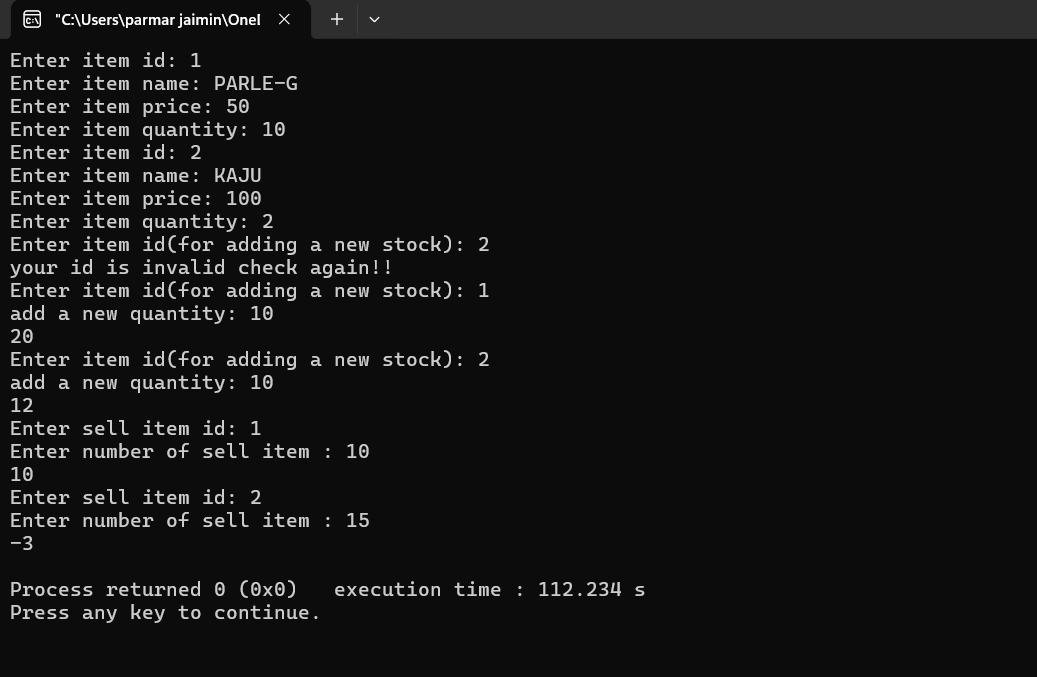 "C:\Users\parmar jaimin\OneI
Enter item id: 1
Enter item name: PARLE-G
Enter item price: 50
Enter item quantity: 10
Enter item id: 2
Enter item name: KAJU
Enter item price: 100
Enter item quantity: 2
Enter item id(for adding a new stock): 2
your id is invalid check again!!
Enter item id(for adding a new stock): 1
add a new quantity: 10
20
Enter item id(for adding a new stock): 2
add a new quantity: 10
12
Enter sell item id: 1
Enter number of sell item : 10
10
Enter sell item id: 2
Enter number of sell item : 15
-3
Process returned 0 (0x0)   execution time : 112.234 s
Press any key to continue.